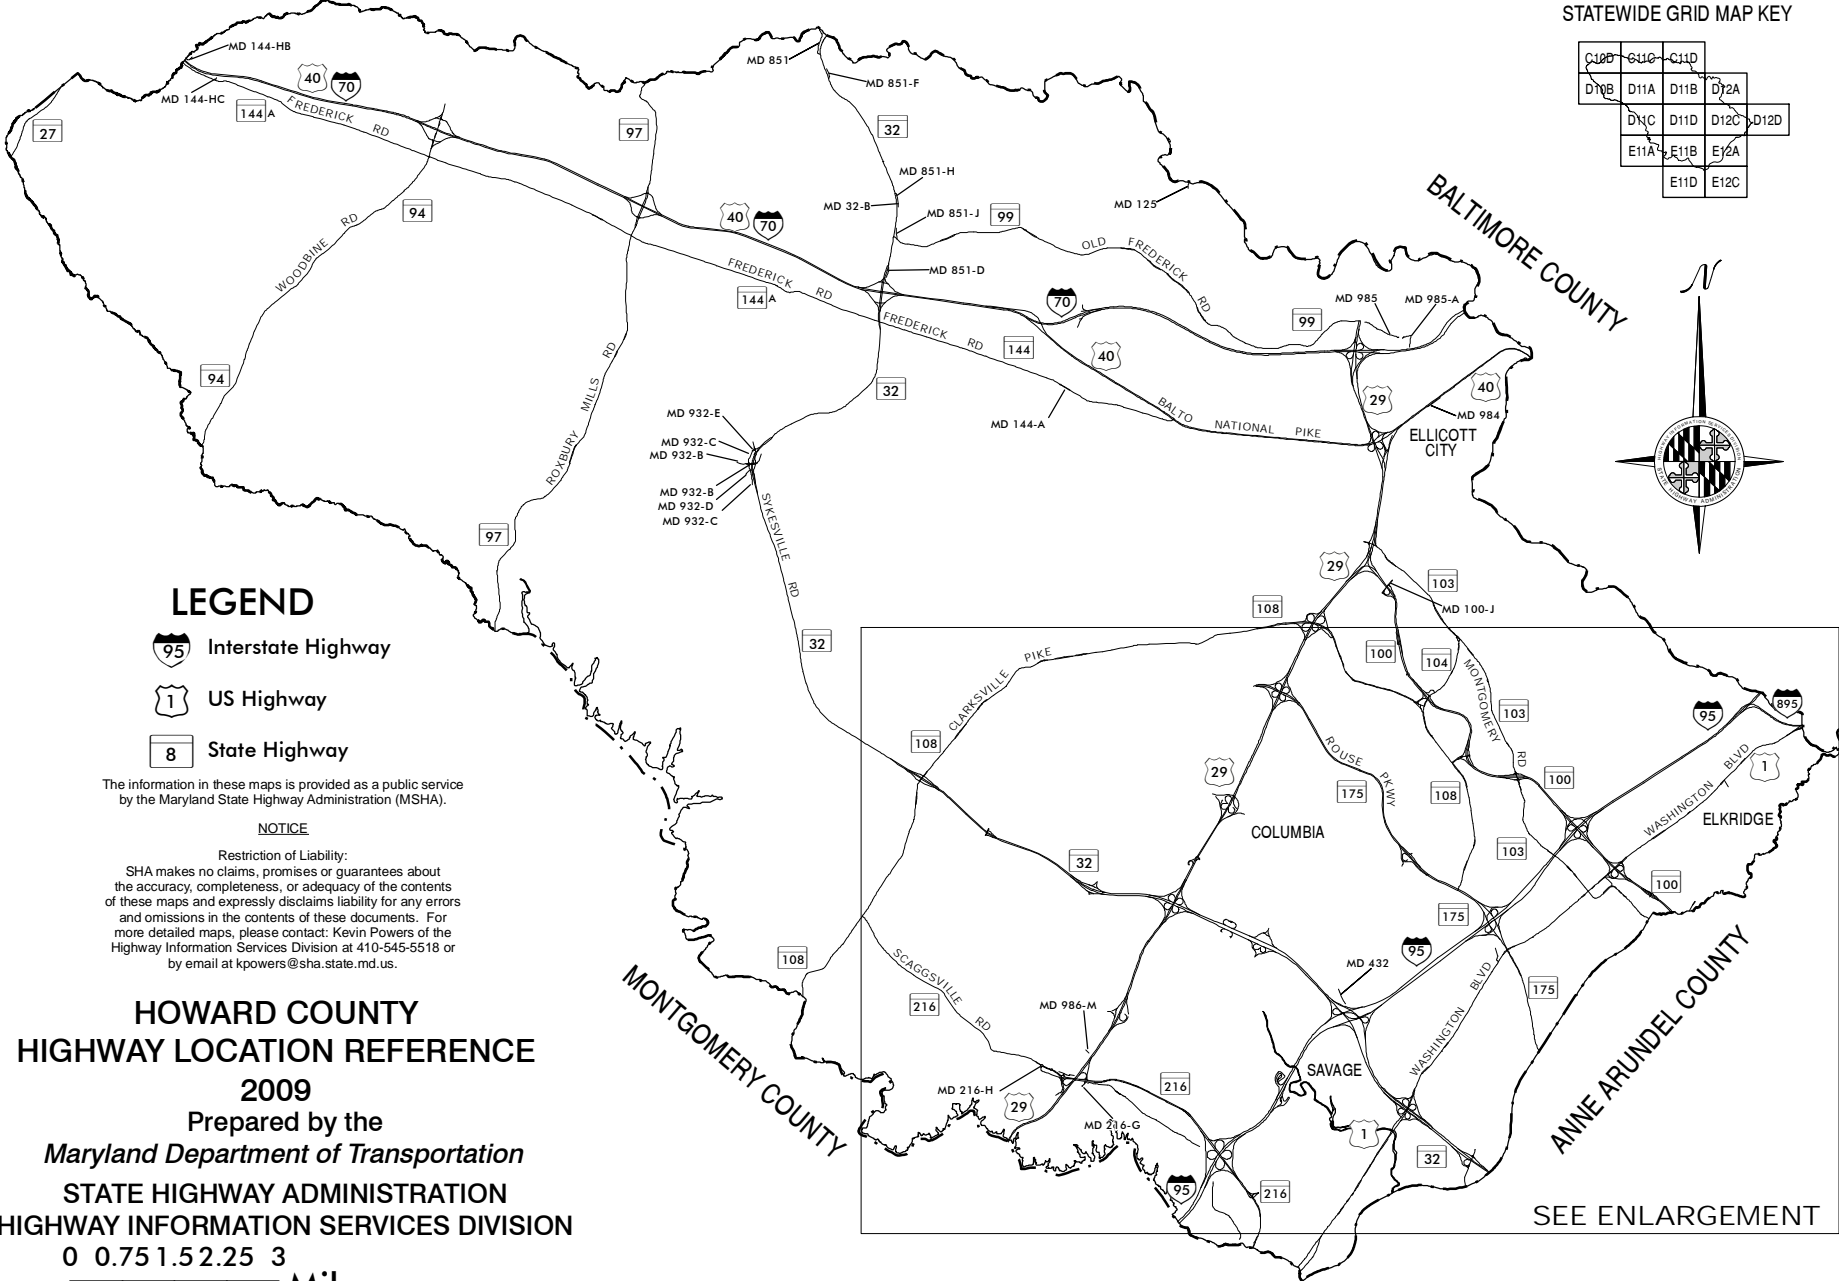 STATEWIDE GRID MAP KEY
C10D C11C C11D
D10B D11A D11B D12A
D11C D11D D12C D12D
E11A E11B E12A
E11D E12C
BALTIMORE COUNTY
N
HIGHWAY INFORMATION SERVICES DIVISION
STATE HIGHWAY ADMINISTRATION
MD 144-HB
MD 144-HC
40
70
144 A
FREDERICK RD
27
94
WOODBINE RD
94
97
MD 851
MD 851-F
32
MD 851-H
MD 32-B
MD 851-J
99
MD 125
OLD FREDERICK RD
40
70
MD 851-D
FREDERICK RD
144 A
FREDERICK RD
70
144
40
99
MD 985
MD 985-A
32
MD 144-A
BALTO NATIONAL PIKE
29
40
MD 984
ELLICOTT
CITY
ROXBURY MILLS RD
97
MD 932-E
MD 932-C
MD 932-B
MD 932-B
MD 932-D
MD 932-C
SYKESVILLE RD
32
29
103
108
MD 100-J
CLARKSVILLE PIKE
100
104
MONTGOMERY RD
103
95
895
108
ROUSE PKWY
29
175
108
100
WASHINGTON BLVD
1
COLUMBIA
ELKRIDGE
32
103
100
175
95
MD 432
108
SCAGGSVILLE RD
216
MD 986-M
WASHINGTON BLVD
175
MONTGOMERY COUNTY
ANNE ARUNDEL COUNTY
SAVAGE
MD 216-H
216
29
MD 216-G
1
32
95
216
SEE ENLARGEMENT
LEGEND
95 Interstate Highway
1 US Highway
8 State Highway
The information in these maps is provided as a public service
by the Maryland State Highway Administration (MSHA).
NOTICE
Restriction of Liability:
SHA makes no claims, promises or guarantees about
the accuracy, completeness, or adequacy of the contents
of these maps and expressly disclaims liability for any errors
and omissions in the contents of these documents. For
more detailed maps, please contact: Kevin Powers of the
Highway Information Services Division at 410-545-5518 or
by email at kpowers@sha.state.md.us.
HOWARD COUNTY
HIGHWAY LOCATION REFERENCE
2009
Prepared by the
Maryland Department of Transportation
STATE HIGHWAY ADMINISTRATION
HIGHWAY INFORMATION SERVICES DIVISION
0 0.75 1.5 2.25 3